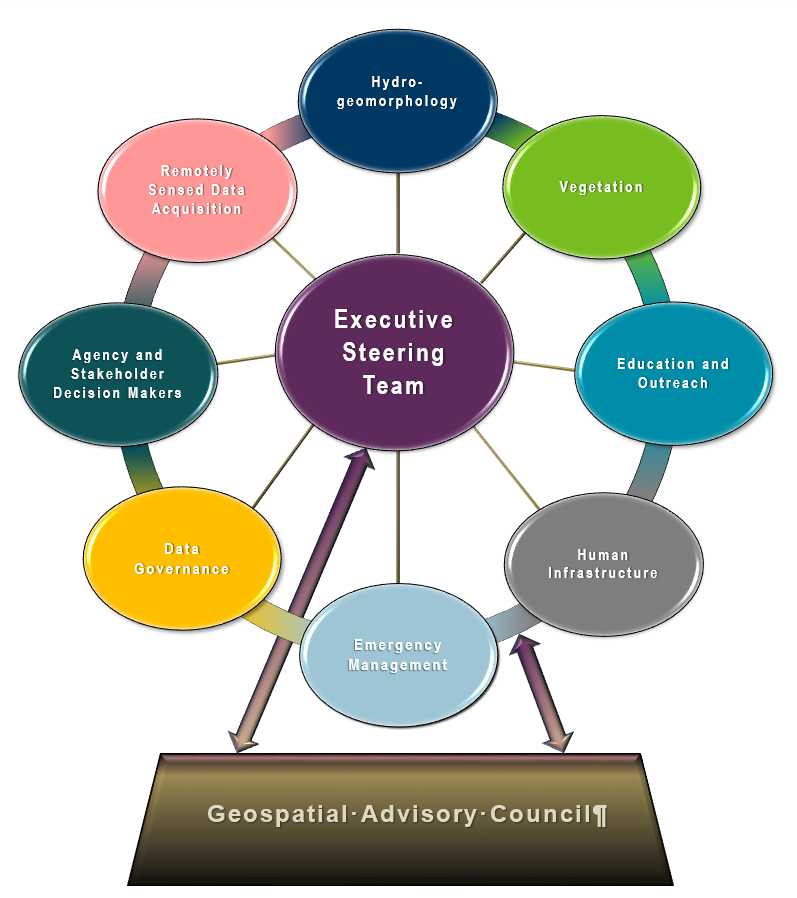 Hydro-
geomorphology
Vegetation
Remotely
Sensed Data
Acquisition
Executive
Steering
Team
Agency and
Stakeholder
Decision Makers
Education and
Outreach
Data
Governance
Human
Infrastructure
Emergency
Management
Geospatial·Advisory·Council¶